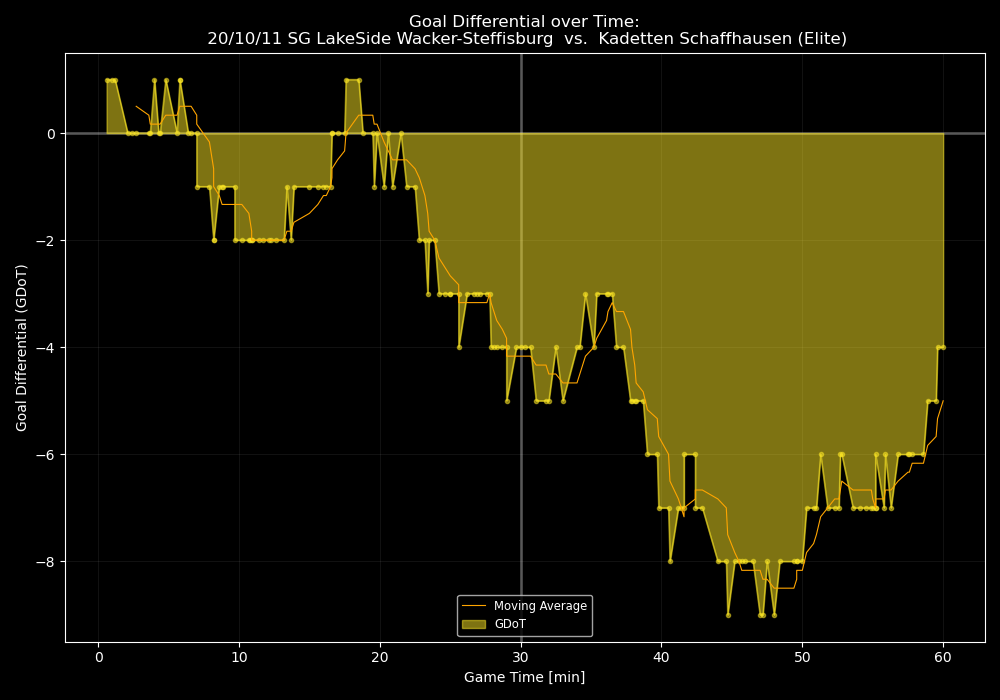 Goal Differential over Time:
20/10/11 SG LakeSide Wacker-Steffisburg  vs.  Kadetten Schaffhausen (Elite)
Goal Differential (GDoT)
0
−2
−4
−6
−8
Moving Average
GDoT
0
10
20
30
40
50
60
Game Time [min]